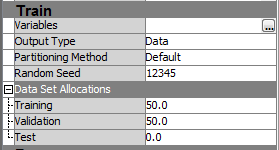 Train
Variables ...
Output Type Data
Partitioning Method Default
Random Seed 12345
Data Set Allocations
Training 50.0
Validation 50.0
Test 0.0